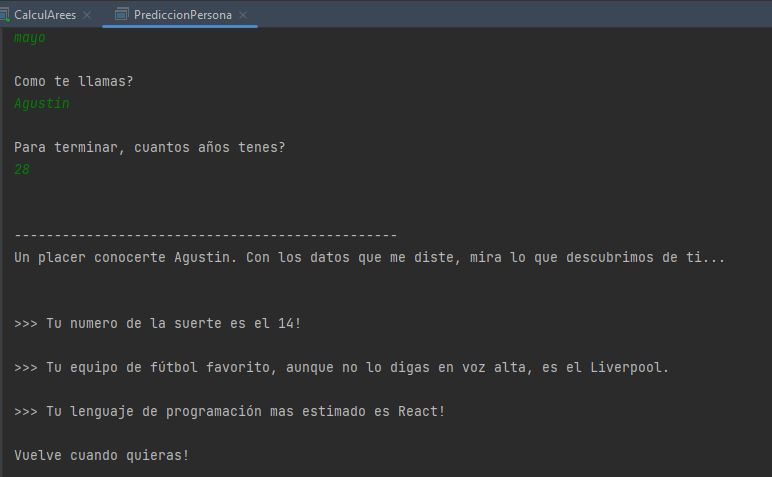 CalculArees
PrediccionPersona
mayo
Como te llamas?
Agustin
Para terminar, cuantos años tenes?
28
------------------------------------------------
Un placer conocerte Agustin. Con los datos que me diste, mira lo que descubrimos de ti...
>>> Tu numero de la suerte es el 14!
>>> Tu equipo de fútbol favorito, aunque no lo digas en voz alta, es el Liverpool.
>>> Tu lenguaje de programación mas estimado es React!
Vuelve cuando quieras!